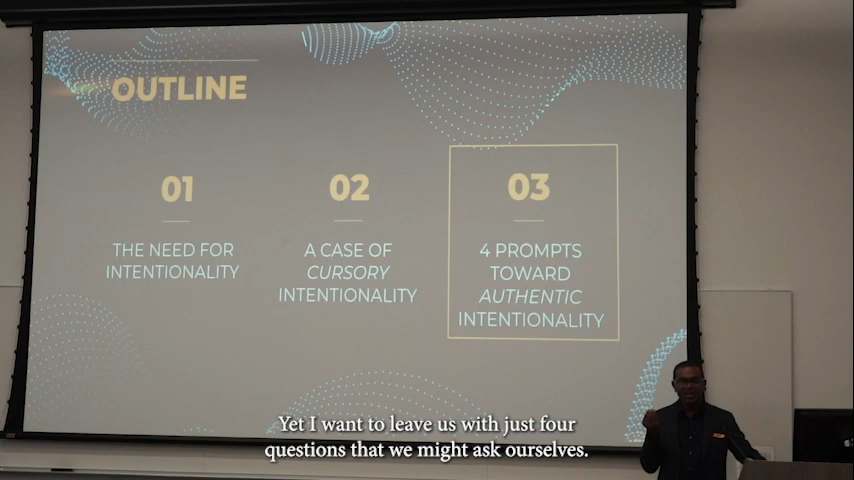 OUTLINE
01
THE NEED FOR
INTENTIONALITY
02
A CASE OF
CURSORY
INTENTIONALITY
03
4 PROMPTS
TOWARD
AUTHENTIC
INTENTIONALITY
Yet I want to leave us with just four
questions that we might ask ourselves.